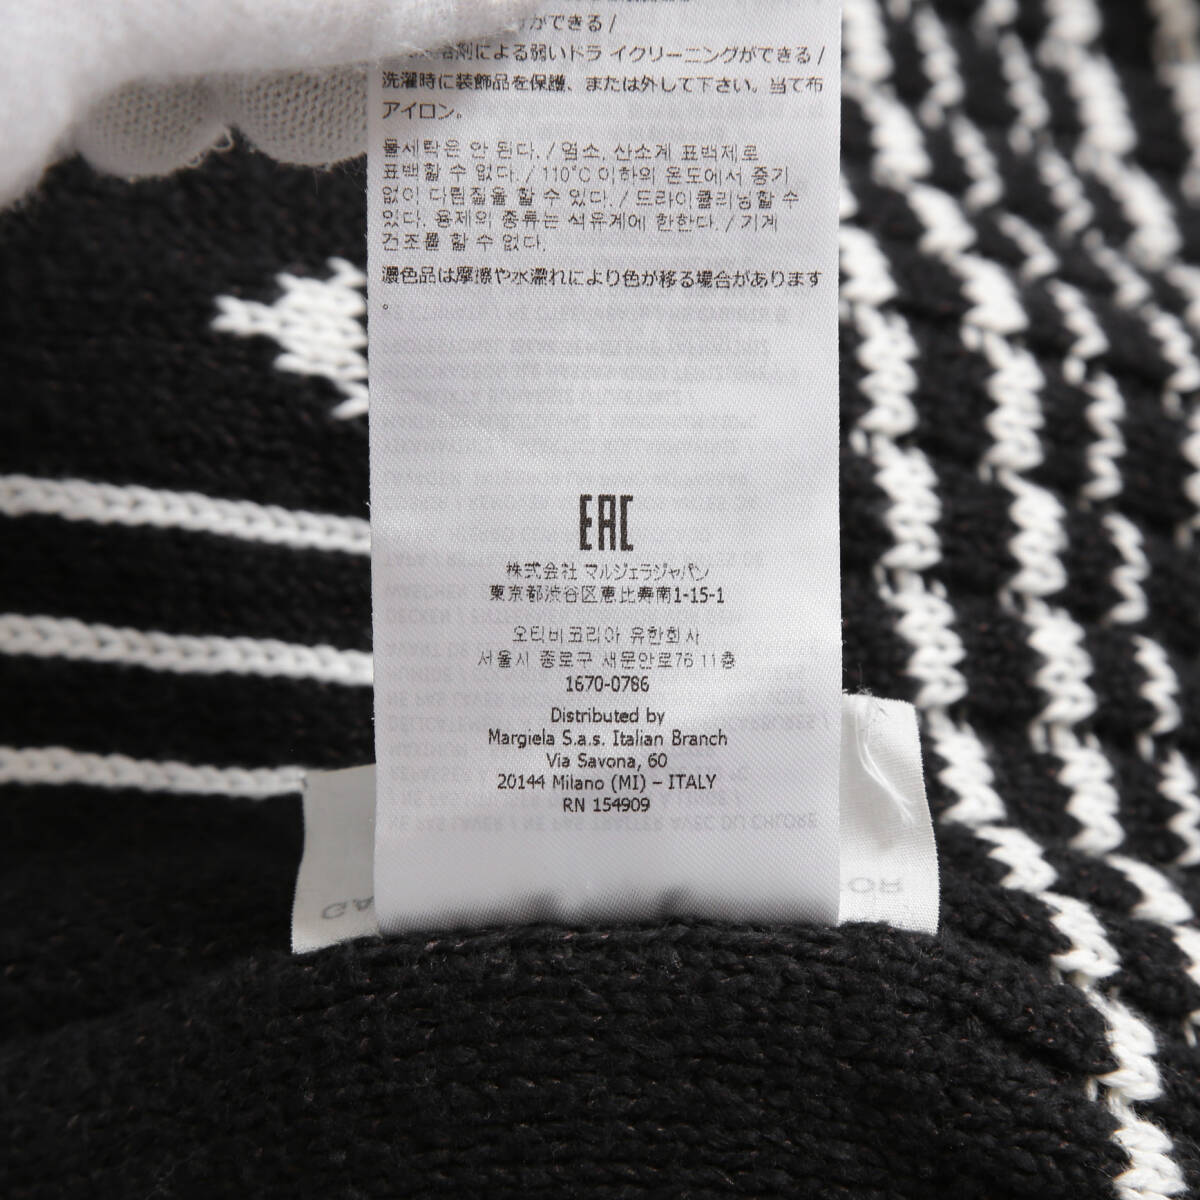 ができる /
溶剤による弱いドラ イクリーニングができる /
洗濯時に装飾品を保護、または外して下さい。当て布
アイロン。
물세탁은 안 된다. / 염소, 산소계 표백제로
표백할 수 없다. / 110°C 이하의 온도에서 증기
없이 다림질을 할 수 있다. / 드라이클리닝할 수
있다. 용제의 종류는 석유계에 한한다. / 기계
건조를 할 수 없다.
濃色品は摩擦や水濡れにより色が移る場合があります
。
EAC
株式会社 マルジェラジャパン
東京都渋谷区恵比寿南1-15-1
오티비코리아 유한회사
서울시 종로구 새문안로76 11층
1670-0786
Distributed by
Margiela S.a.s. Italian Branch
Via Savona, 60
20144 Milano (MI) – ITALY
RN 154909